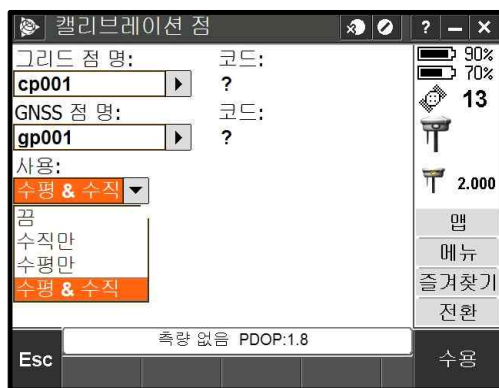 캘리브레이션 점
? – ×
그리드 점 명: 코드:
cp001 ?
GNSS 점 명: 코드:
gp001 ?
사용:
수평 & 수직
끔
수직만
수평만
수평 & 수직
90%
70%
13
2.000
맵
메뉴
즐겨찾기
전환
측량 없음 PDOP:1.8
Esc
수용